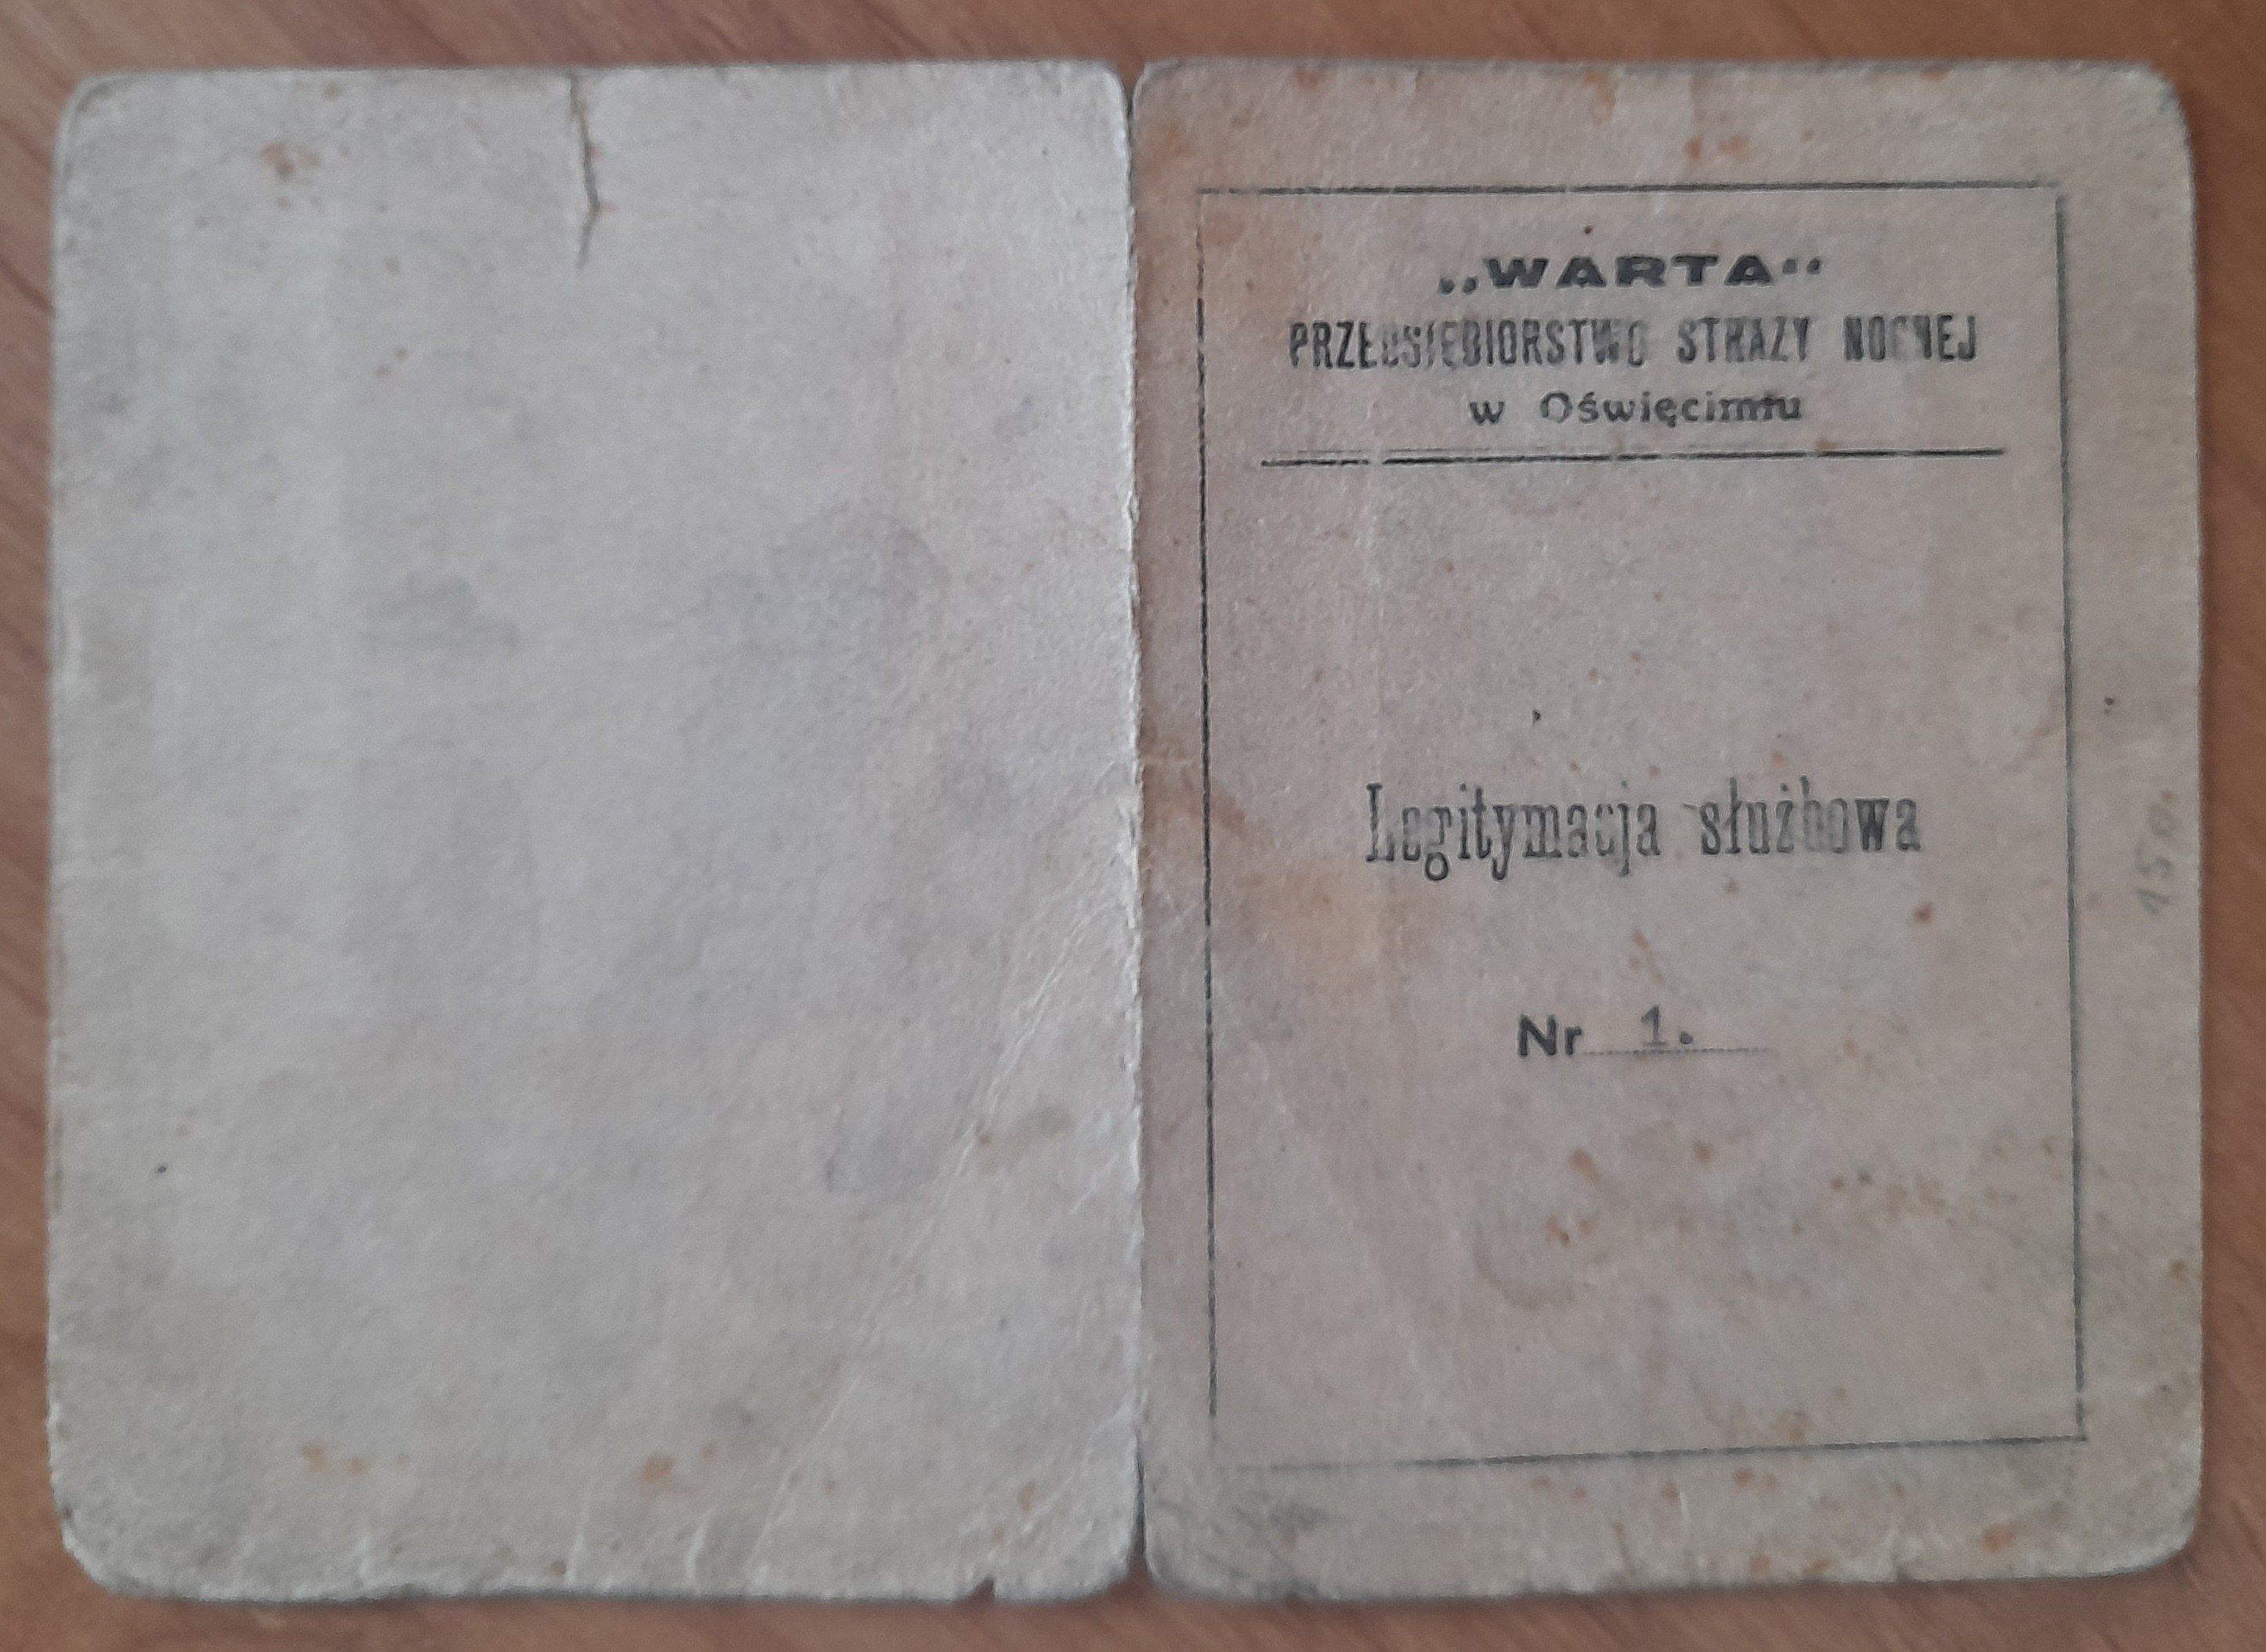 „WARTA“
PRZEDSIĘBIORSTWO STRAŻY NOCNEJ
w Oświęcimiu
Legitymacja służbowa
Nr 1.